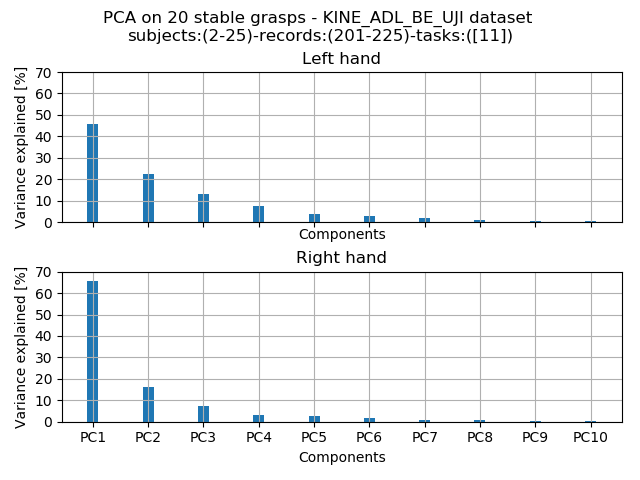 PCA on 20 stable grasps - KINE_ADL_BE_UJI dataset
subjects:(2-25)-records:(201-225)-tasks:([11])
Left hand
Variance explained [%]
70
60
50
40
30
20
10
0
Components
Right hand
Variance explained [%]
70
60
50
40
30
20
10
0
PC1 PC2 PC3 PC4 PC5 PC6 PC7 PC8 PC9 PC10
Components